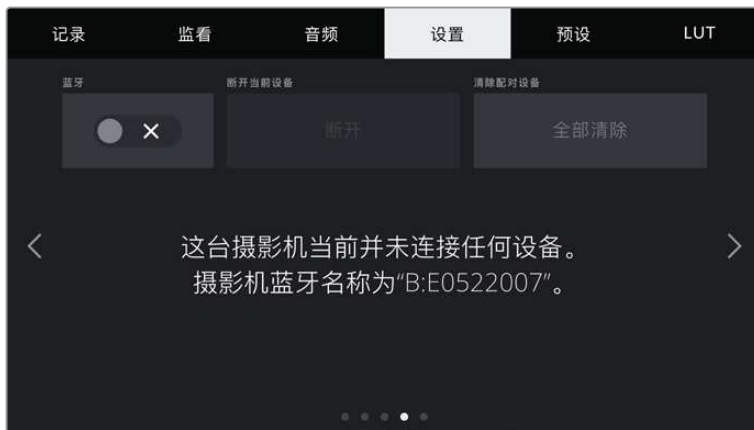 记录 监看 音频 设置 预设 LUT
蓝牙 断开当前设备 清除配对设备
断开 全部清除
这台摄影机当前并未连接任何设备。
摄影机蓝牙名称为“B:E0522007”。